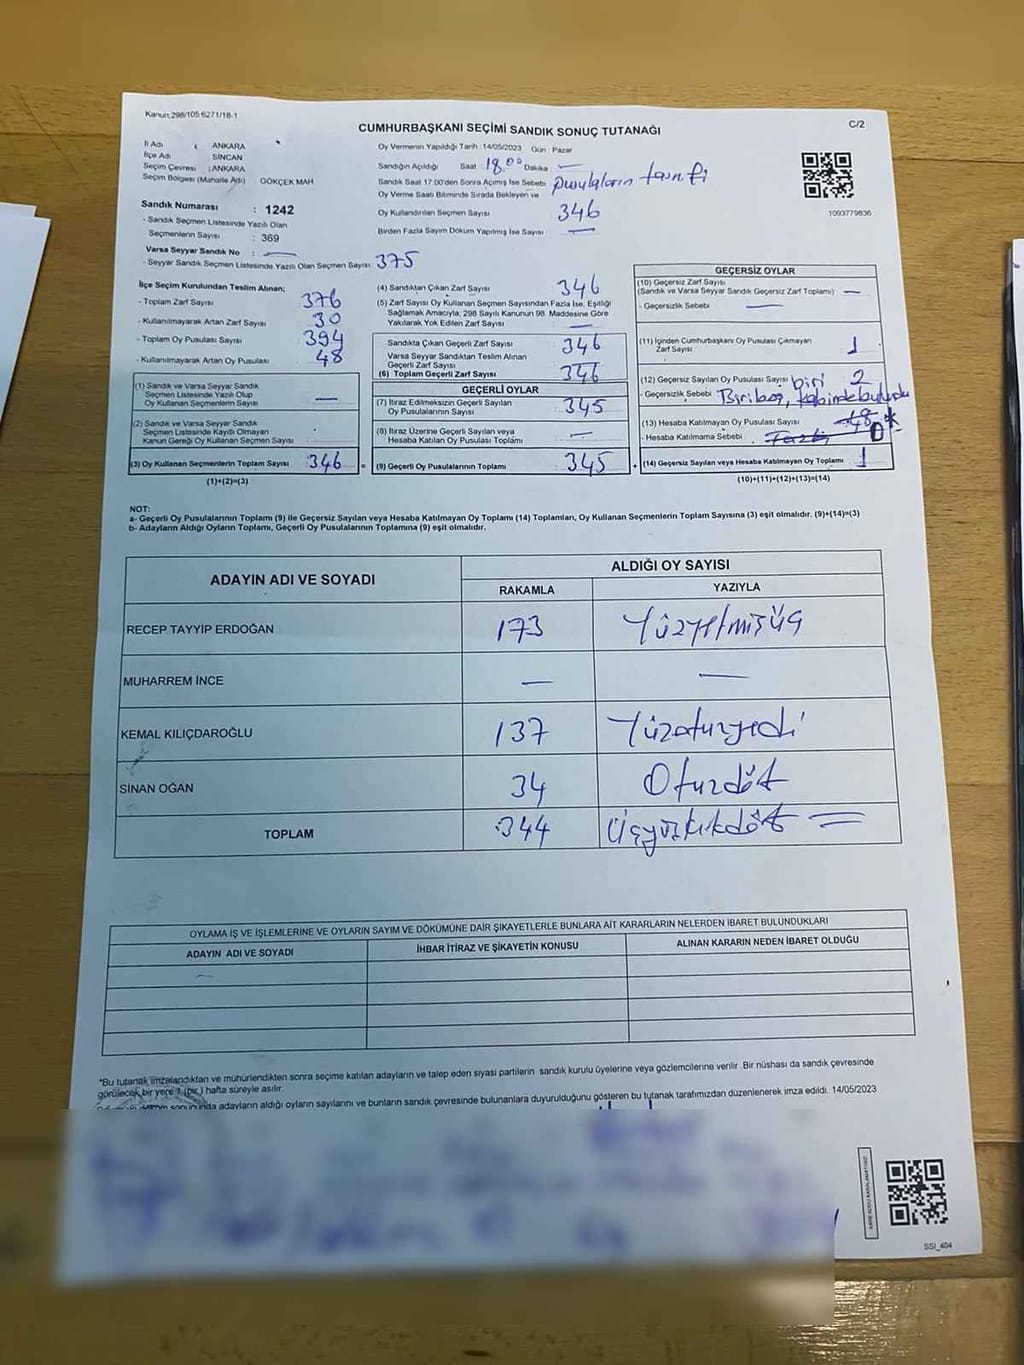 Kanun:298/105 6271/18-1
C/2
CUMHURBAŞKANI SEÇİMİ SANDIK SONUÇ TUTANAĞI
İl Adı : ANKARA
İlçe Adı : SİNCAN
Seçim Çevresi : ANKARA
Seçim Bölgesi (Mahalle Adı) GÖKÇEK MAH
Sandık Numarası : 1242
- Sandık Seçmen Listesinde Yazılı Olan
Seçmenlerin Sayısı : 369
Varsa Seyyar Sandık No : —
- Seyyar Sandık Seçmen Listesinde Yazılı Olan Seçmen Sayısı: 375
Oy Vermenin Yapıldığı Tarih :14/05/2023 Gün : Pazar
Sandığın Açıldığı Saat 18.00 Dakika —
Sandık Saat 17:00'den Sonra Açılmış İse Sebebi pusulaların tasnifi
Oy Verme Saati Bitiminde Sırada Bekleyen ve
Oy Kullandırılan Seçmen Sayısı 346
Birden Fazla Sayım Döküm Yapılmış İse Sayısı —
1093779836
İlçe Seçim Kurulundan Teslim Alınan;
- Toplam Zarf Sayısı 376
- Kullanılmayarak Artan Zarf Sayısı 30
- Toplam Oy Pusulası Sayısı 394
- Kullanılmayarak Artan Oy Pusulası 48
(1) Sandık ve Varsa Seyyar Sandık
Seçmen Listesinde Yazılı Olup
Oy Kullanan Seçmenlerin Sayısı —
(2) Sandık ve Varsa Seyyar Sandık
Seçmen Listesinde Kayıtlı Olmayan
Kanun Gereği Oy Kullanan Seçmen Sayısı
(3) Oy Kullanan Seçmenlerin Toplam Sayısı 346 =
(1)+(2)=(3)
(4) Sandıktan Çıkan Zarf Sayısı 346
(5) Zarf Sayısı Oy Kullanan Seçmen Sayısından Fazla İse, Eşitliği
Sağlamak Amacıyla, 298 Sayılı Kanunun 98. Maddesine Göre
Yakılarak Yok Edilen Zarf Sayısı —
Sandıkta Çıkan Geçerli Zarf Sayısı 346
Varsa Seyyar Sandıktan Teslim Alınan
Geçerli Zarf Sayısı
(6) Toplam Geçerli Zarf Sayısı 346
GEÇERLİ OYLAR
(7) İtiraz Edilmeksizin Geçerli Sayılan
Oy Pusulalarının Sayısı 345
(8) İtiraz Üzerine Geçerli Sayılan veya
Hesaba Katılan Oy Pusulası Toplamı —
(9) Geçerli Oy Pusulalarının Toplamı 345 +
GEÇERSİZ OYLAR
(10) Geçersiz Zarf Sayısı
(Sandık ve Varsa Seyyar Sandık Geçersiz Zarf Toplamı) —
- Geçersizlik Sebebi —
(11) İçinden Cumhurbaşkanı Oy Pusulası Çıkmayan
Zarf Sayısı 1
(12) Geçersiz Sayılan Oy Pusulası Sayısı biri 2
- Geçersizlik Sebebi Biri boş, kabinde bulundu
(13) Hesaba Katılmayan Oy Pusulası Sayısı 48 *
- Hesaba Katılmama Sebebi 0
(14) Geçersiz Sayılan veya Hesaba Katılmayan Oy Toplamı 1
(10)+(11)+(12)+(13)=(14)
NOT:
a- Geçerli Oy Pusulalarının Toplamı (9) ile Geçersiz Sayılan veya Hesaba Katılmayan Oy Toplamı (14) Toplamları, Oy Kullanan Seçmenlerin Toplam Sayısına (3) eşit olmalıdır. (9)+(14)=(3)
b- Adayların Aldığı Oyların Toplamı, Geçerli Oy Pusulalarının Toplamına (9) eşit olmalıdır.
ADAYIN ADI VE SOYADI ALDIĞI OY SAYISI
RAKAMLA YAZIYLA
RECEP TAYYİP ERDOĞAN 173 Yüzyetmişüç
MUHARREM İNCE — —
KEMAL KILIÇDAROĞLU 137 Yüzotuzyedi
SİNAN OĞAN 34 Otuzdört
TOPLAM 344 Üçyüzkırkdört =
OYLAMA İŞ VE İŞLEMLERİNE VE OYLARIN SAYIM VE DÖKÜMÜNE DAİR ŞİKAYETLERLE BUNLARA AİT KARARLARIN NELERDEN İBARET BULUNDUKLARI
ADAYIN ADI VE SOYADI İHBAR İTİRAZ VE ŞİKAYETİN KONUSU ALINAN KARARIN NEDEN İBARET OLDUĞU
—
*Bu tutanak imzalandıktan ve mühürlendikten sonra seçime katılan adayların ve talep eden siyasi partilerin sandık kurulu üyelerine veya gözlemcilerine verilir. Bir nüshası da sandık çevresinde
görülecek bir yere 1 (bir) hafta süreyle asılır.
sonucunda adayların aldığı oyların sayılarını ve bunların sandık çevresinde bulunanlara duyurulduğunu gösteren bu tutanak tarafımızdan düzenlenerek imza edildi. 14/05/2023
SSI_404